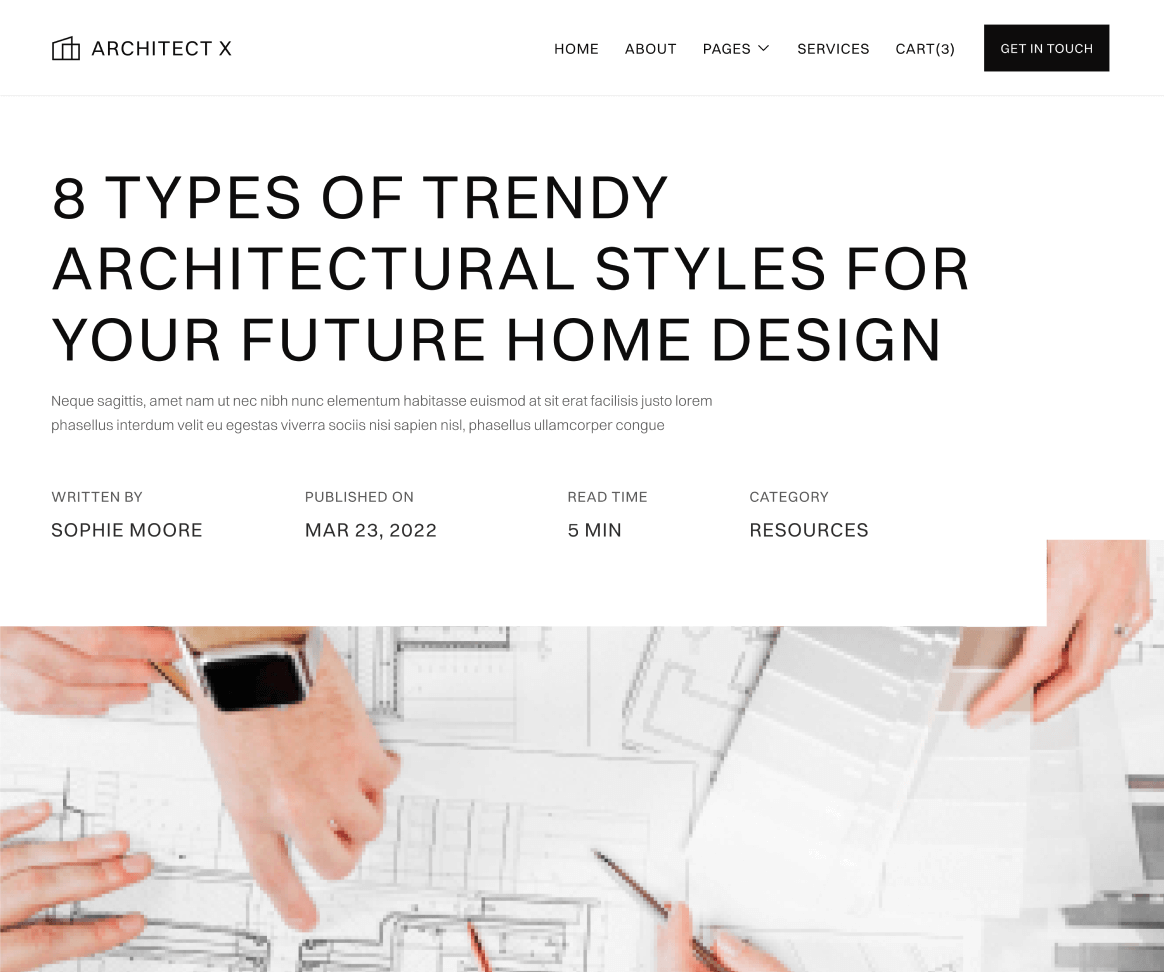 ARCHITECT X
HOME ABOUT PAGES SERVICES CART(3) GET IN TOUCH
8 TYPES OF TRENDY
ARCHITECTURAL STYLES FOR
YOUR FUTURE HOME DESIGN
Neque sagittis, amet nam ut nec nibh nunc elementum habitasse euismod at sit erat facilisis justo lorem
phasellus interdum velit eu egestas viverra sociis nisi sapien nisl, phasellus ullamcorper congue
WRITTEN BY PUBLISHED ON READ TIME CATEGORY
SOPHIE MOORE MAR 23, 2022 5 MIN RESOURCES